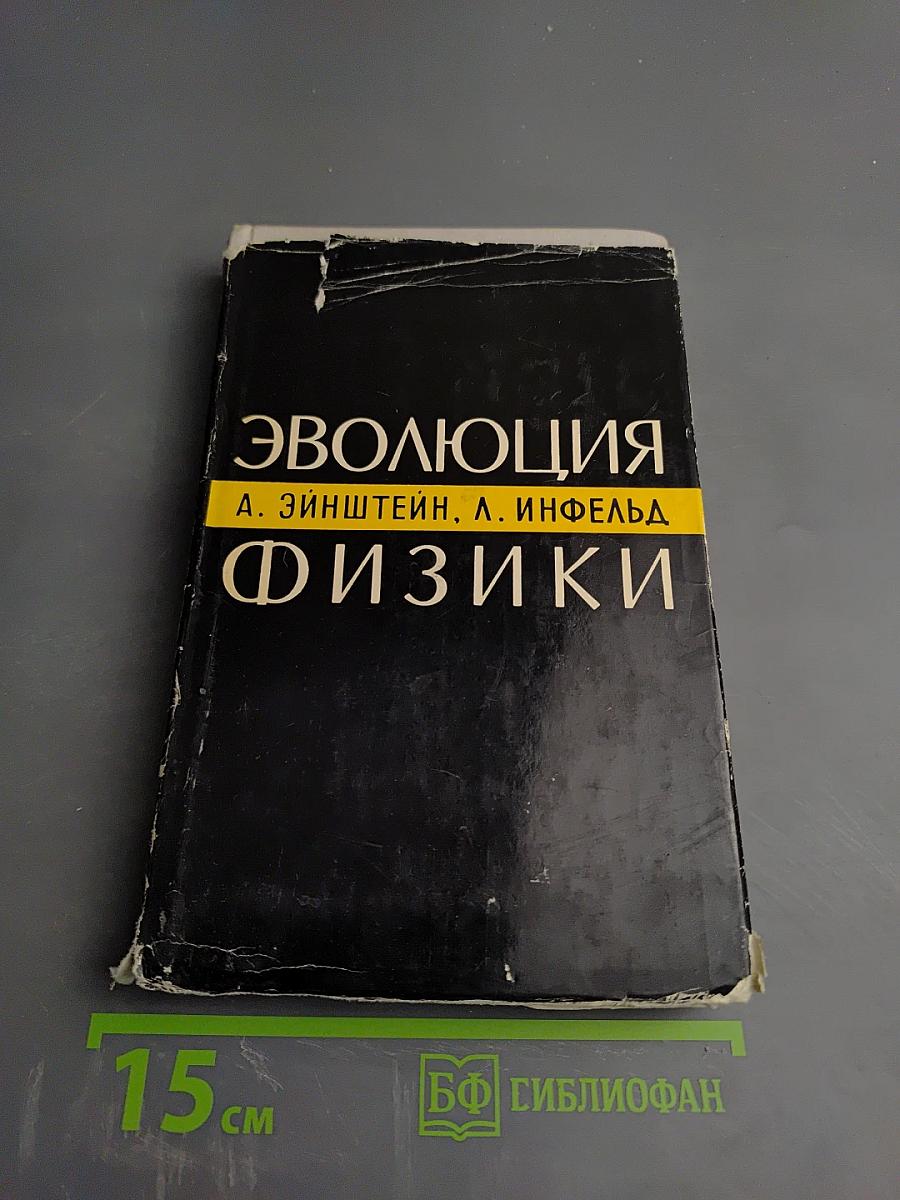 ЭВОЛЮЦИЯ
А. ЭЙНШТЕЙН, Л. ИНФЕЛЬД
ФИЗИКИ
15 см
БФ БИБЛИОФАН